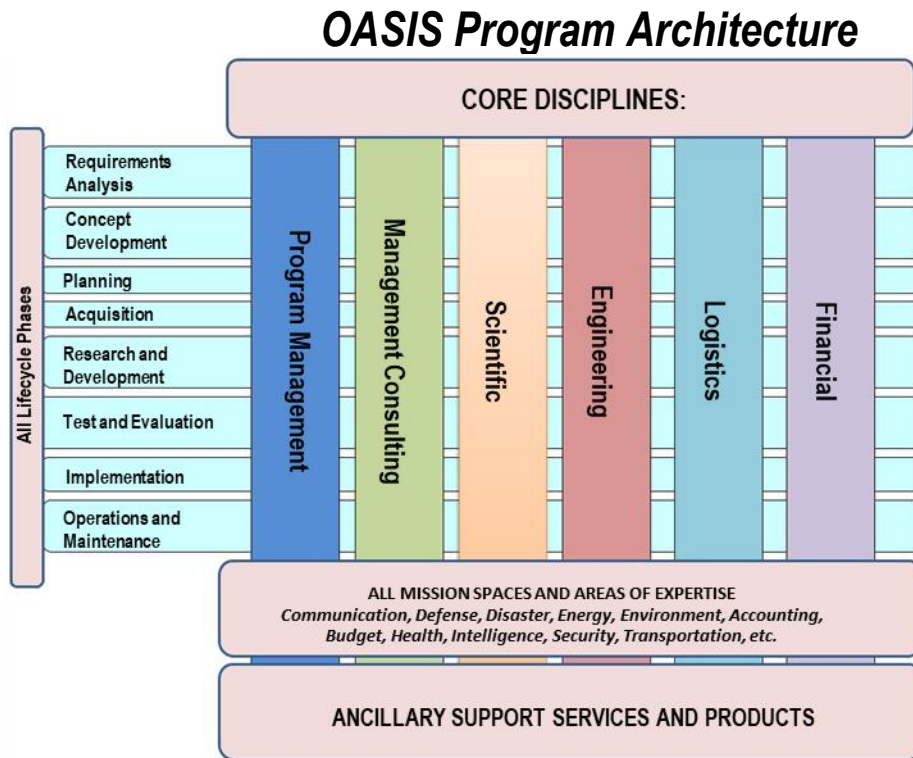 OASIS Program Architecture
CORE DISCIPLINES:
All Lifecycle Phases
Requirements
Analysis
Concept
Development
Planning
Acquisition
Research and
Development
Test and Evaluation
Implementation
Operations and
Maintenance
Program Management
Management Consulting
Scientific
Engineering
Logistics
Financial
ALL MISSION SPACES AND AREAS OF EXPERTISE
Communication, Defense, Disaster, Energy, Environment, Accounting,
Budget, Health, Intelligence, Security, Transportation, etc.
ANCILLARY SUPPORT SERVICES AND PRODUCTS